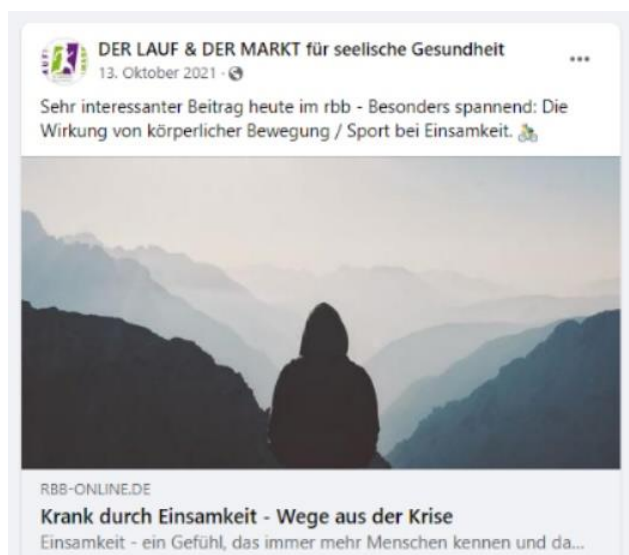 DER LAUF & DER MARKT für seelische Gesundheit
13. Oktober 2021 ·
Sehr interessanter Beitrag heute im rbb - Besonders spannend: Die
Wirkung von körperlicher Bewegung / Sport bei Einsamkeit. 🚴
RBB-ONLINE.DE
Krank durch Einsamkeit - Wege aus der Krise
Einsamkeit - ein Gefühl, das immer mehr Menschen kennen und da...